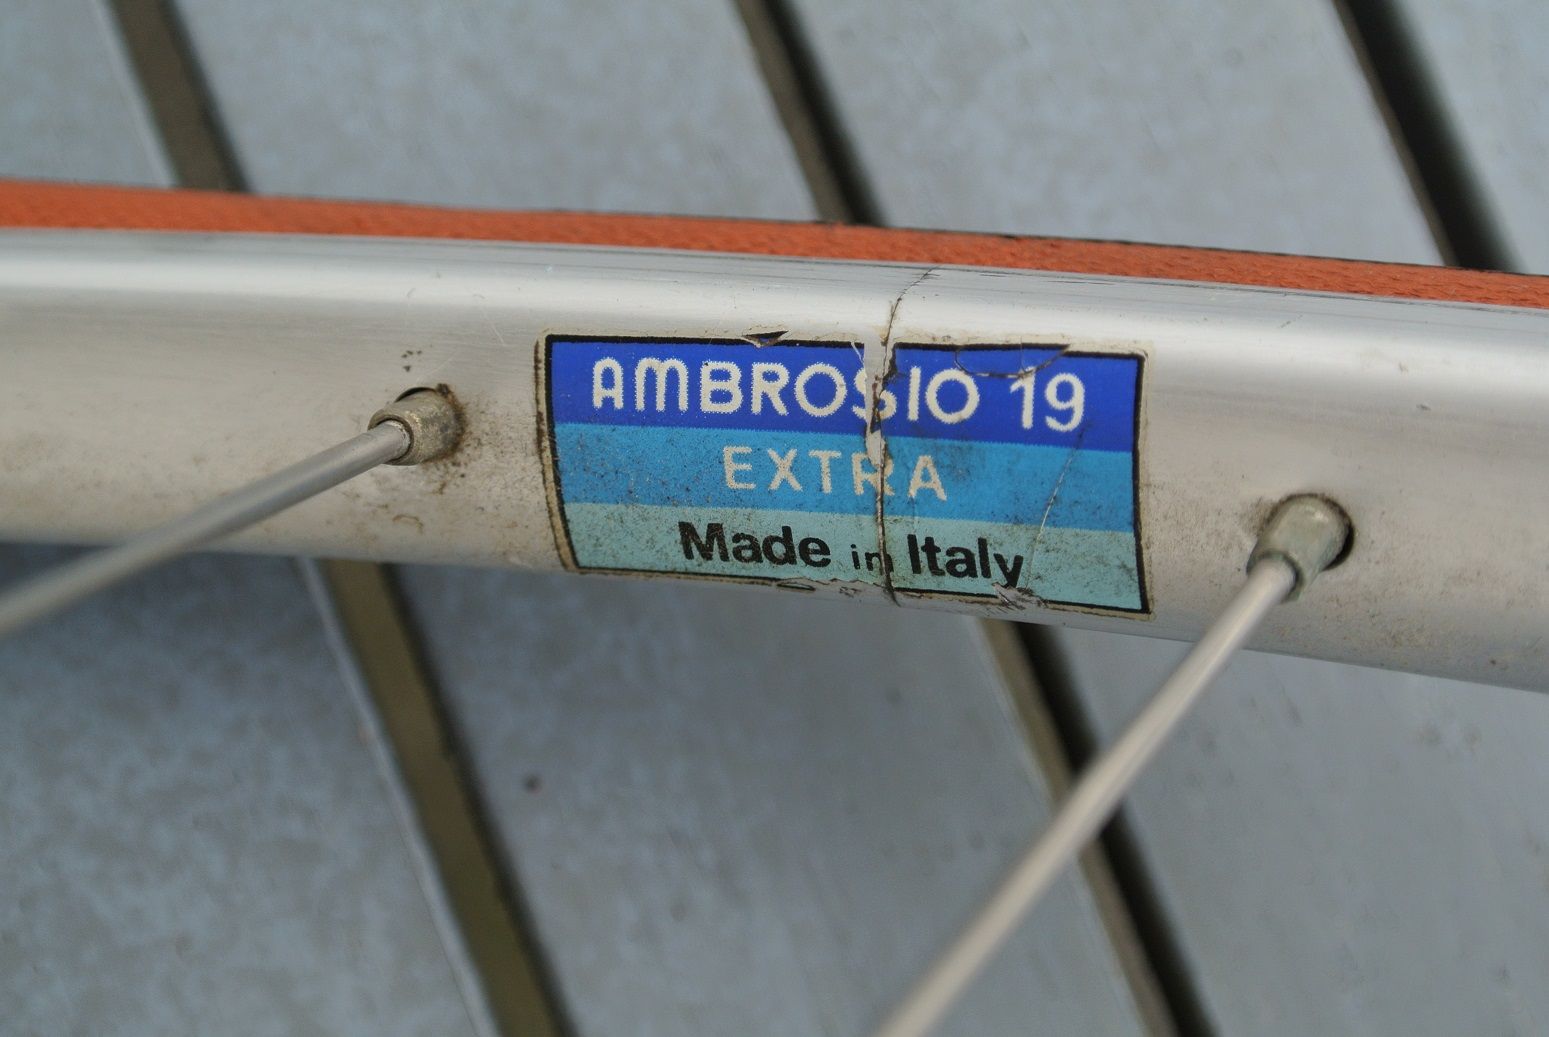 AMBROSIO 19
EXTRA
Made in Italy